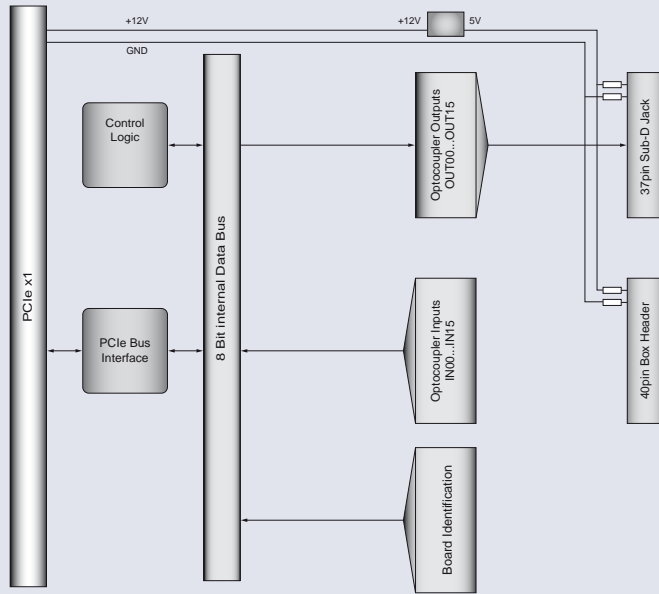 +12V
+12V
5V
GND
PCIe x1
Control
Logic
PCIe Bus
Interface
8 Bit internal Data Bus
Optocoupler Outputs
OUT00...OUT15
Optocoupler Inputs
IN00...IN15
Board Identification
37pin Sub-D Jack
40pin Box Header